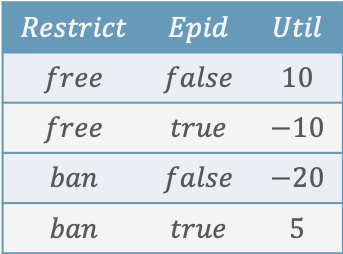 Restrict Epid Util
free false 10
free true −10
ban false −20
ban true 5